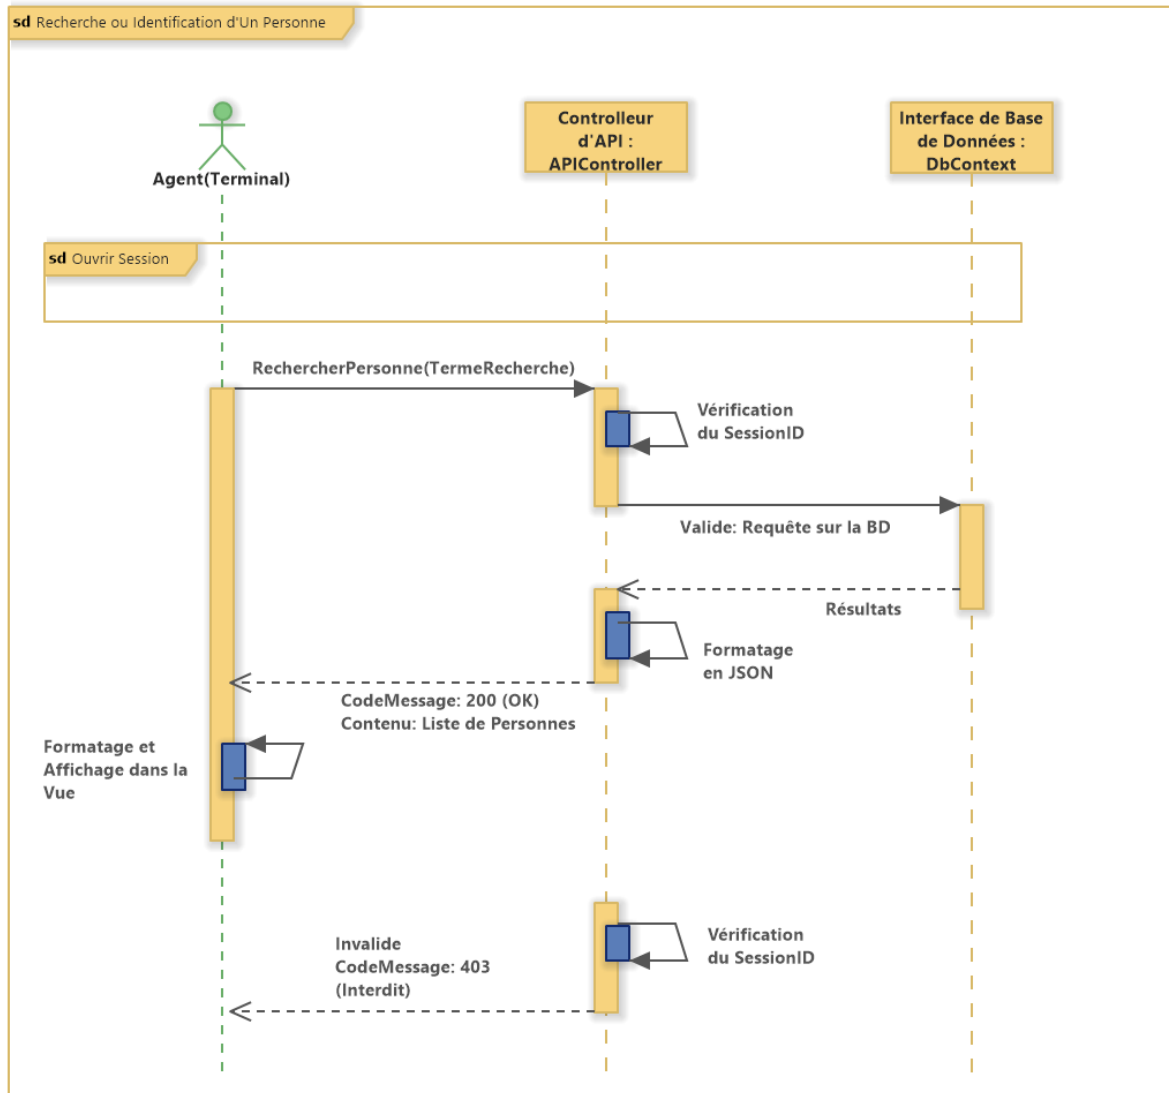 sd Recherche ou Identification d'Un Personne
Controlleur
d'API :
APIController
Interface de Base
de Données :
DbContext
Agent(Terminal)
sd Ouvrir Session
RechercherPersonne(TermeRecherche)
Vérification
du SessionID
Valide: Requête sur la BD
Résultats
Formatage
en JSON
CodeMessage: 200 (OK)
Contenu: Liste de Personnes
Formatage et
Affichage dans la
Vue
Invalide
CodeMessage: 403
(Interdit)
Vérification
du SessionID